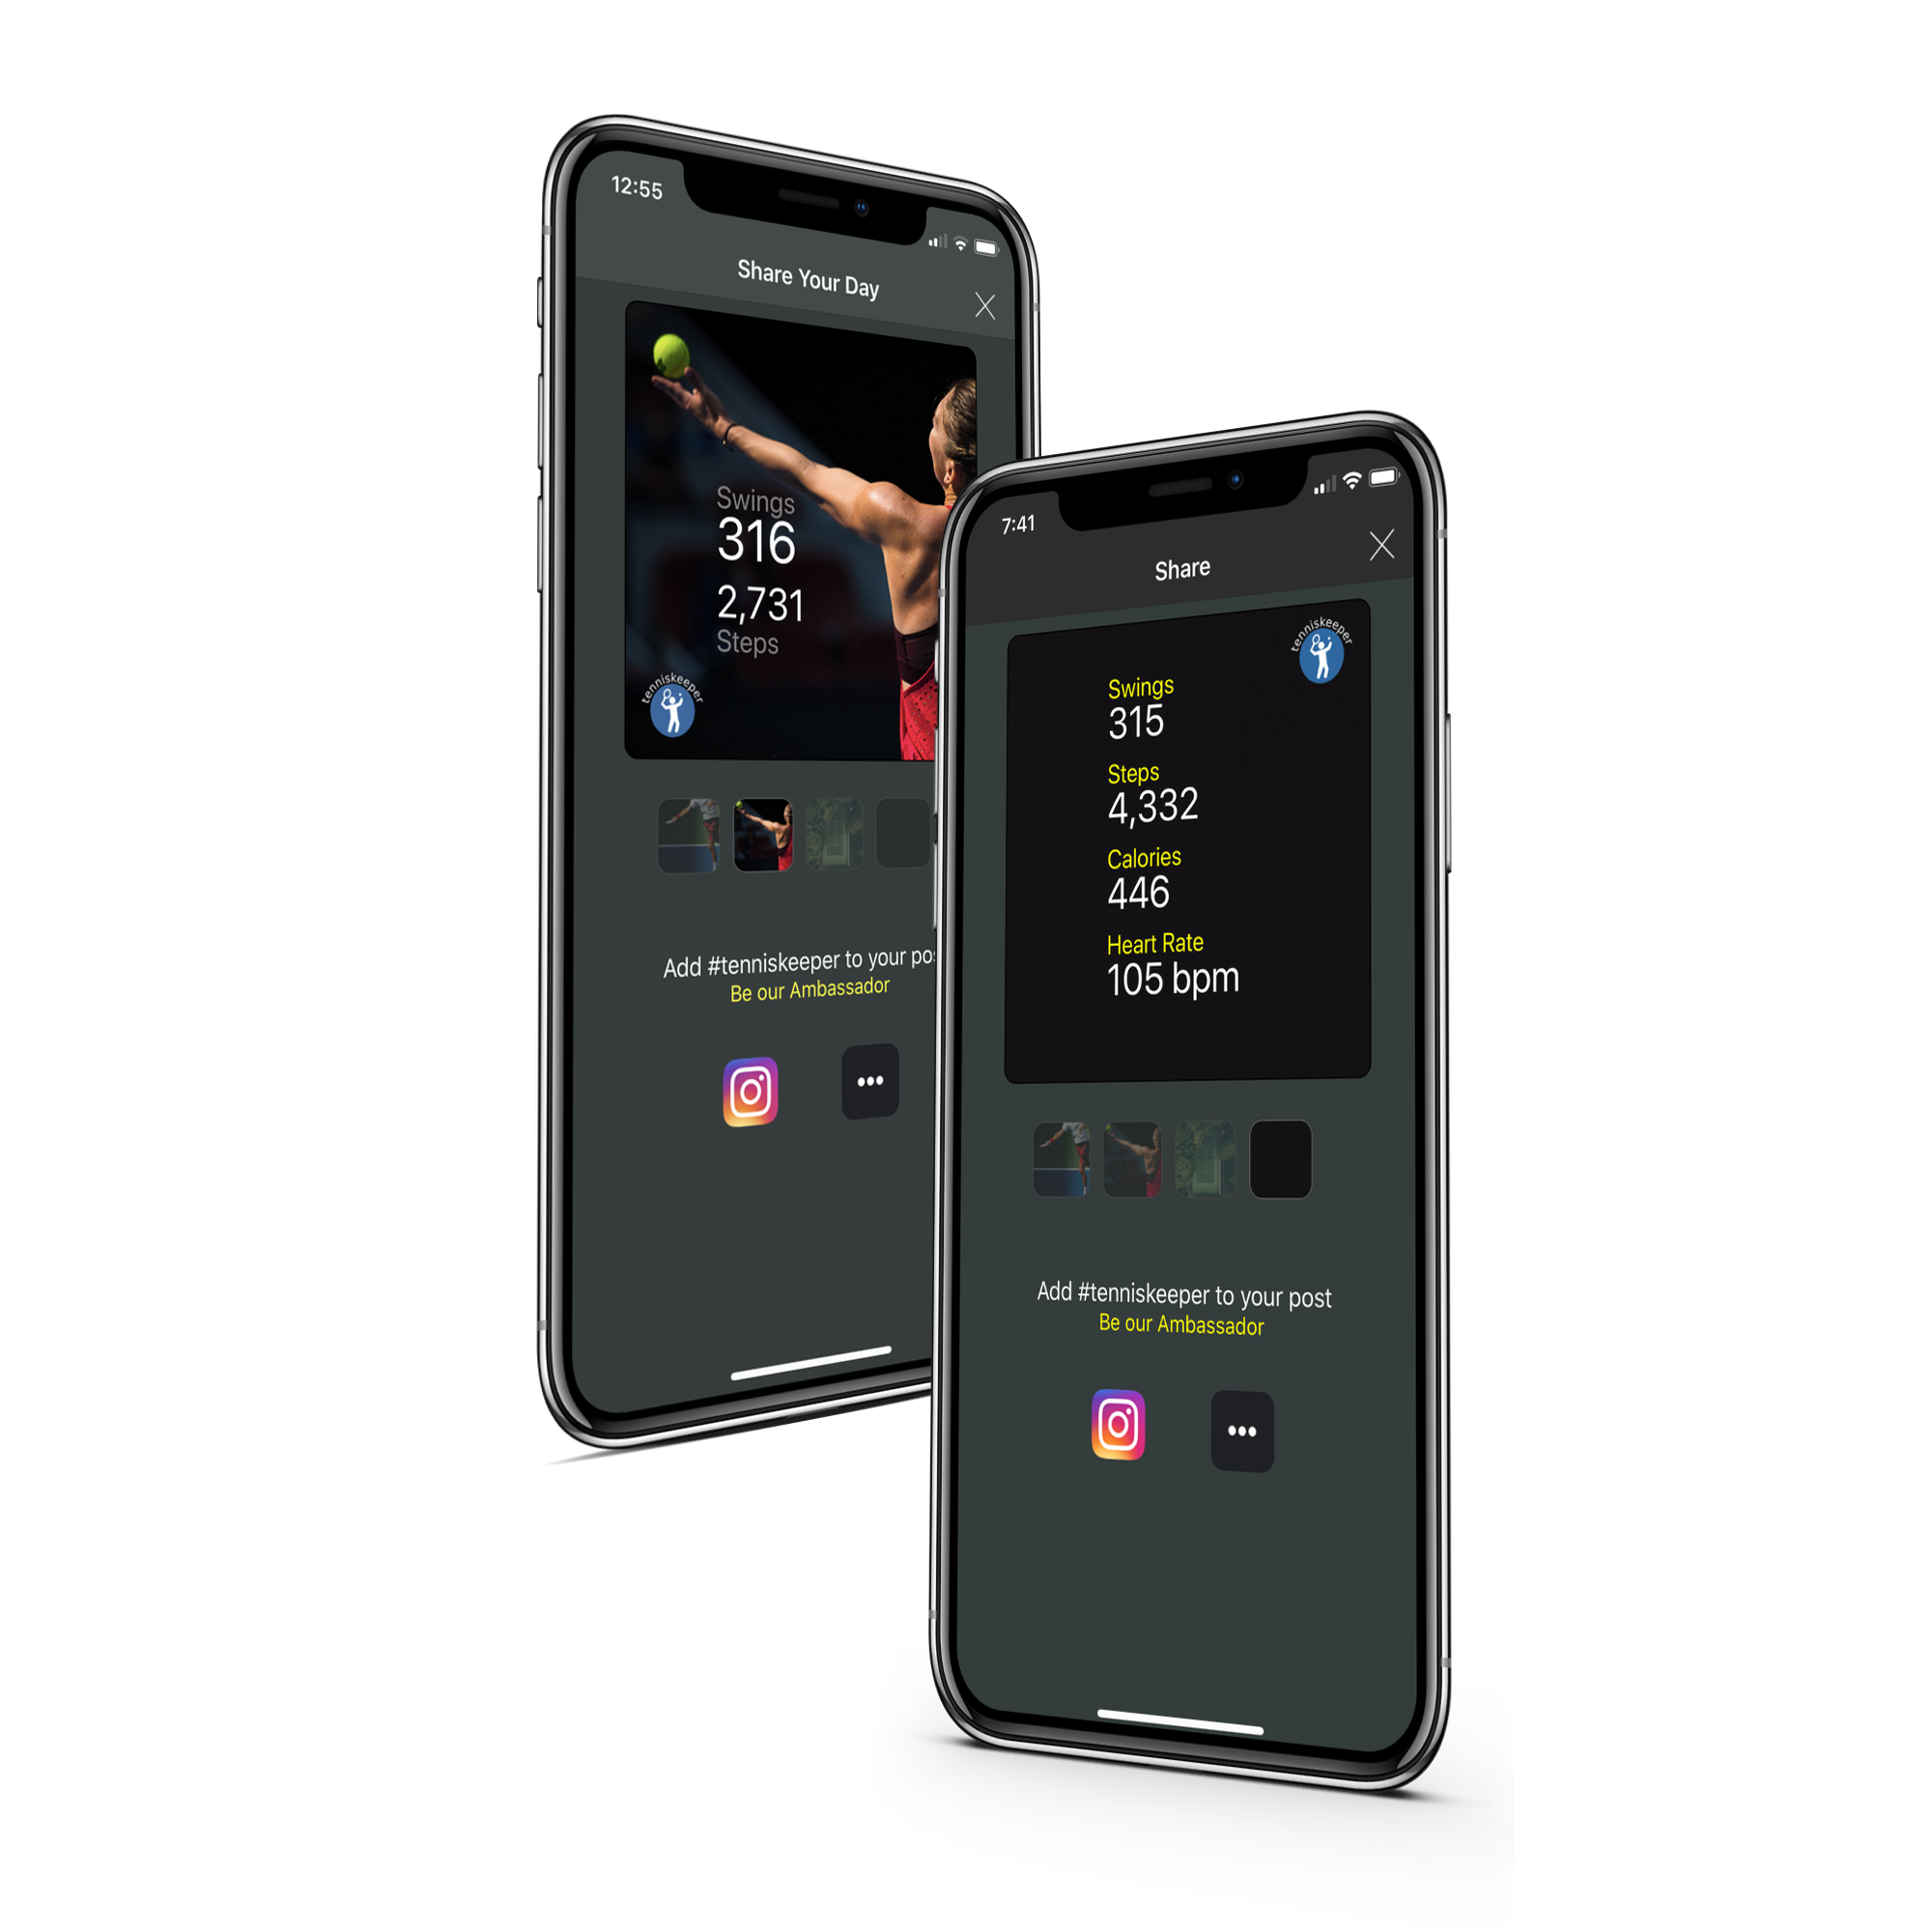 12:55
Share Your Day
Swings
316
2,731
Steps
tenniskeeper
Add #tenniskeeper to your
Be our Ambassador
7:41
Share
tenniskeeper
Swings
315
Steps
4,332
Calories
446
Heart Rate
105 bpm
Add #tenniskeeper to your post
Be our Ambassador